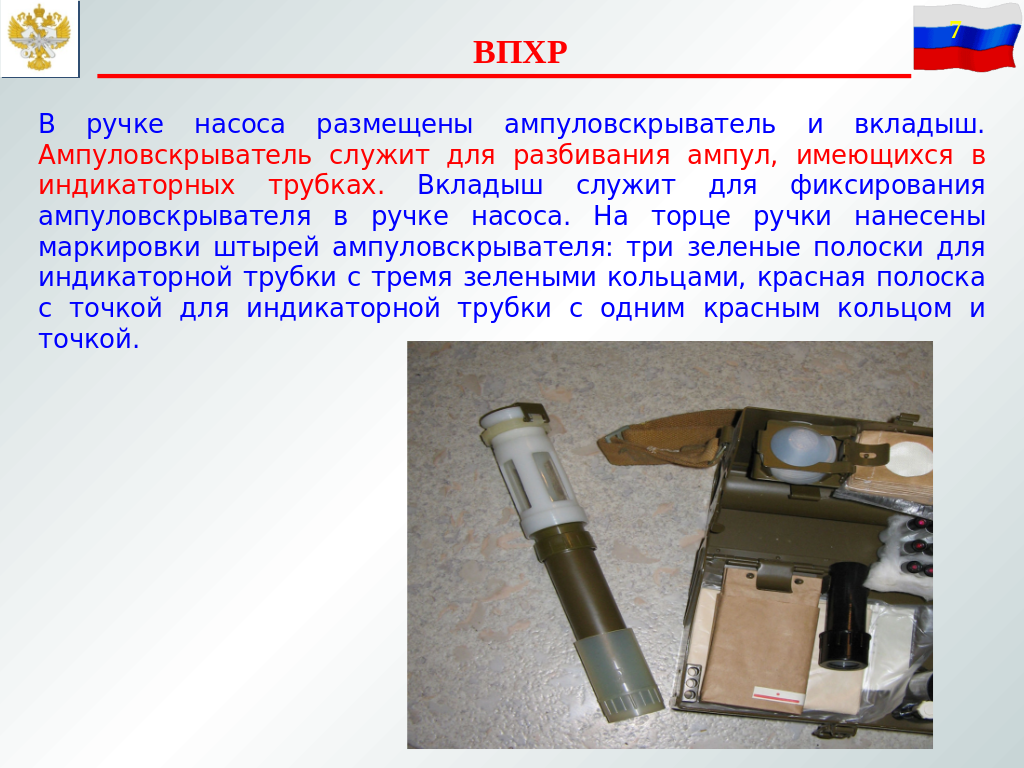 7
ВПХР
В ручке насоса размещены ампуловскрыватель и вкладыш.
Ампуловскрыватель служит для разбивания ампул, имеющихся в
индикаторных трубках. Вкладыш служит для фиксирования
ампуловскрывателя в ручке насоса. На торце ручки нанесены
маркировки штырей ампуловскрывателя: три зеленые полоски для
индикаторной трубки с тремя зелеными кольцами, красная полоска
с точкой для индикаторной трубки с одним красным кольцом и
точкой.